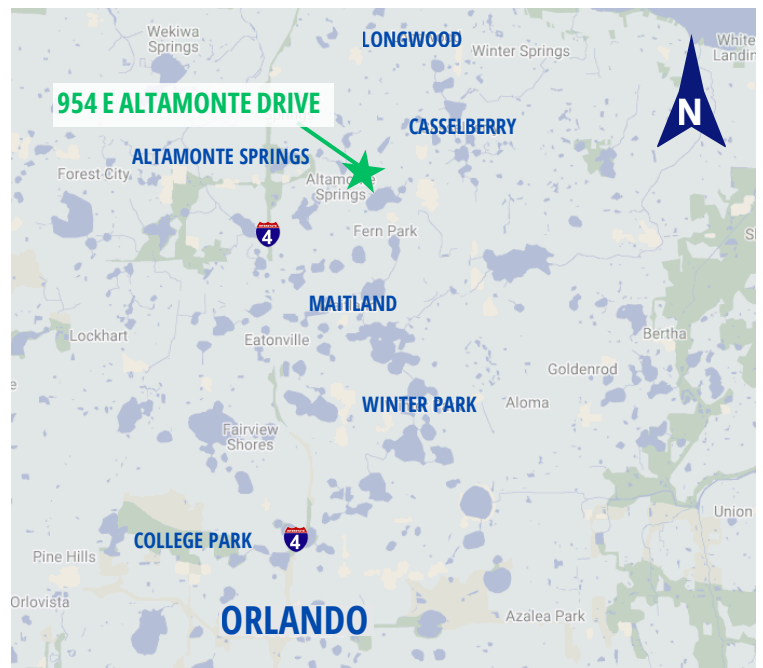 LONGWOOD
Wekiwa
Springs
Winter Springs
White
Landin
954 E ALTAMONTE DRIVE
N
CASSELBERRY
ALTAMONTE SPRINGS
Forest City
Altamonte
Springs
4
Fern Park
MAITLAND
Lockhart
Eatonville
Bertha
Goldenrod
WINTER PARK
Aloma
Fairview
Shores
Union
COLLEGE PARK
INTERSTATE
4
Pine Hills
Orlovista
ORLANDO
Azalea Park